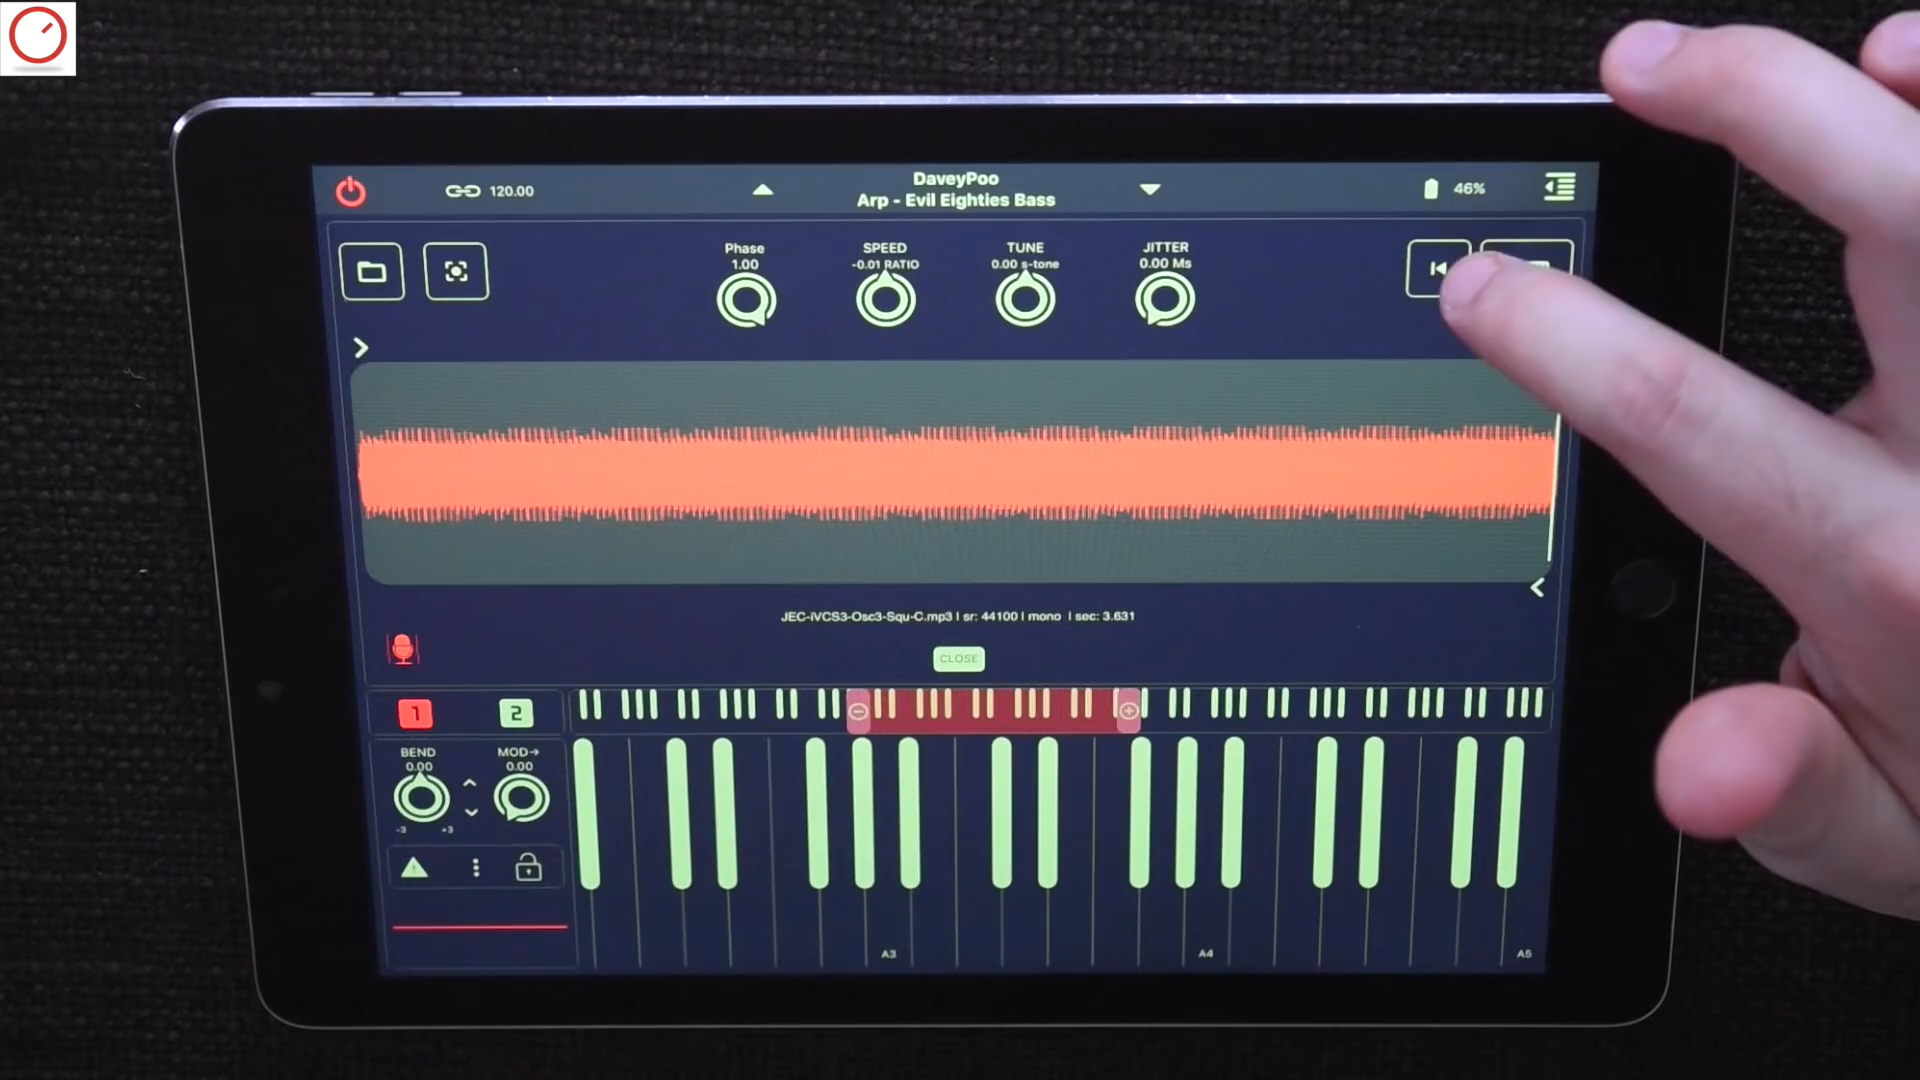 120.00
DaveyPoo
Arp - Evil Eighties Bass
46%
Phase
1.00
SPEED
-0.01 RATIO
TUNE
0.00 s-tone
JITTER
0.00 Ms
JEC-iVCS3-Osc3-Squ-C.mp3 | sr: 44100 | mono | sec: 3.631
CLOSE
1
2
BEND
0.00
-3
+3
MOD→
0.00
A3
A4
A5